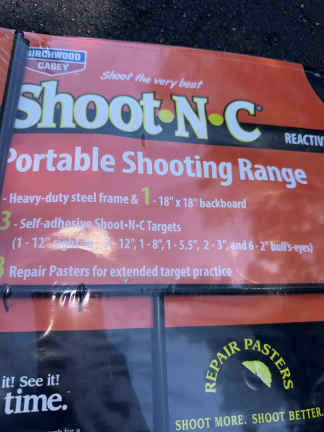 BIRCHWOOD
CASEY
Shoot the very best
Shoot•N•C®
REACTIV
Portable Shooting Range
- Heavy-duty steel frame & 1 - 18" x 18" backboard
3 - Self-adhesive Shoot•N•C Targets
(1 - 12" 12", 1 - 8", 1 - 5.5", 2 - 3", and 6 - 2" bull's-eyes)
Repair Pasters for extended target practice
it! See it!
time.
REPAIR PASTERS
SHOOT MORE. SHOOT BETTER.